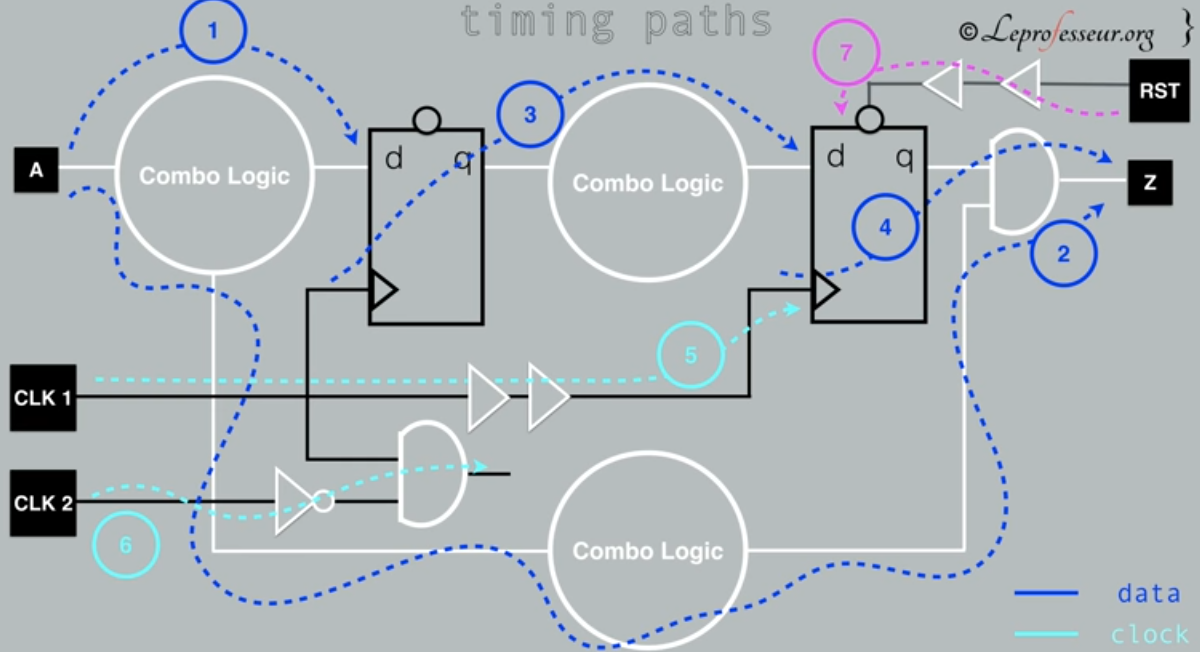 timing paths
© Leprofesseur.org }
1
7
3
RST
A
Combo Logic
d q
Combo Logic
d q
Z
4
2
5
CLK 1
CLK 2
6
Combo Logic
data
clock